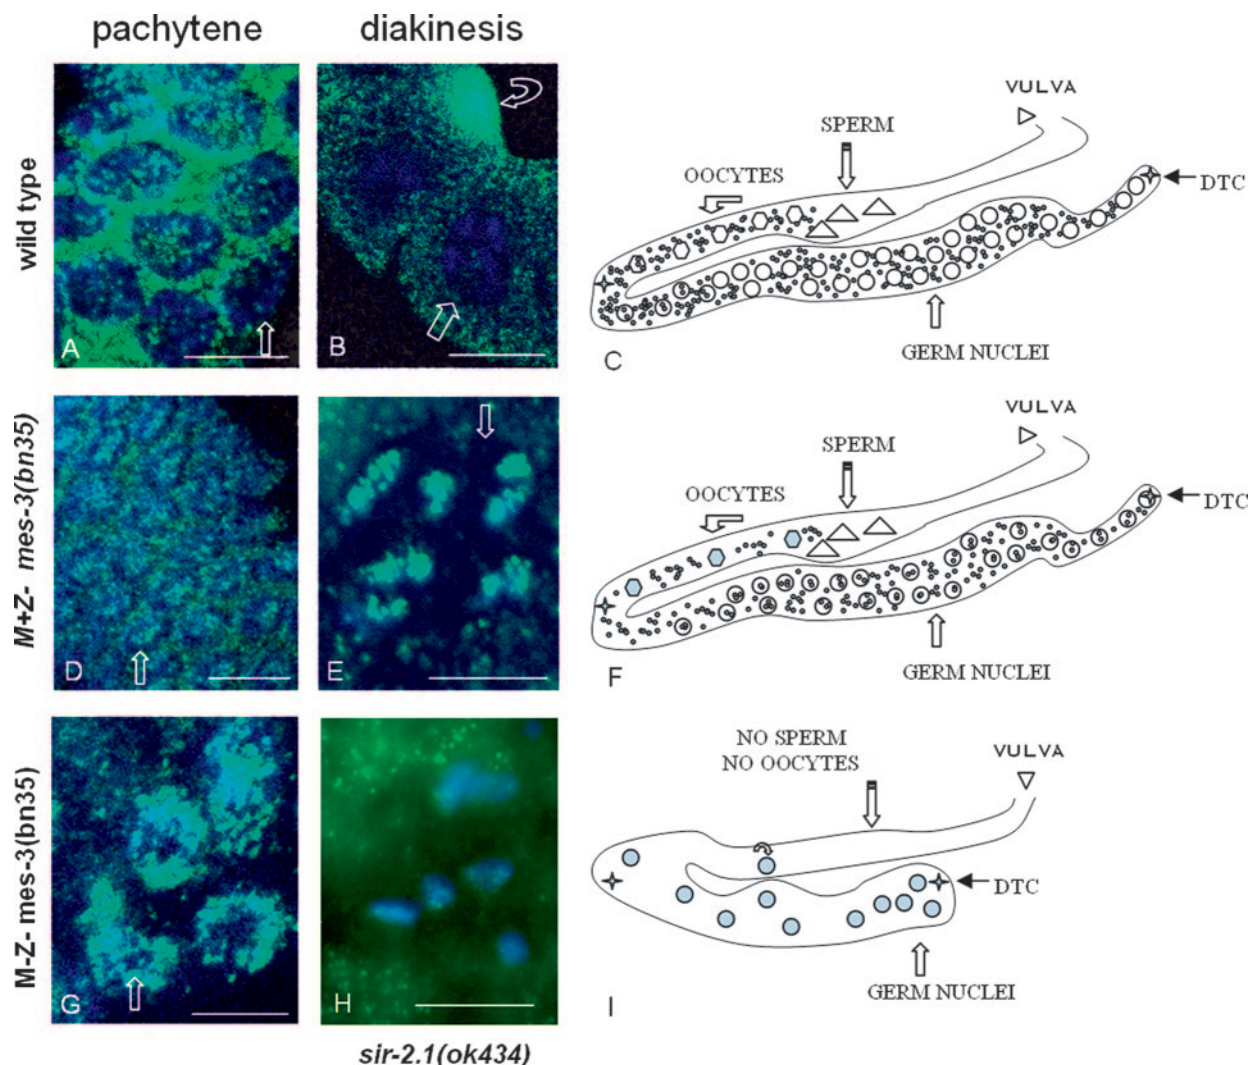 pachytene
diakinesis
wild type
A
B
VULVA
SPERM
OOCYTES
DTC
GERM NUCLEI
C
M+Z- mes-3(bn35)
D
E
VULVA
SPERM
OOCYTES
DTC
GERM NUCLEI
F
M-Z- mes-3(bn35)
G
H
sir-2.1(ok434)
NO SPERM
NO OOCYTES
VULVA
DTC
GERM NUCLEI
I